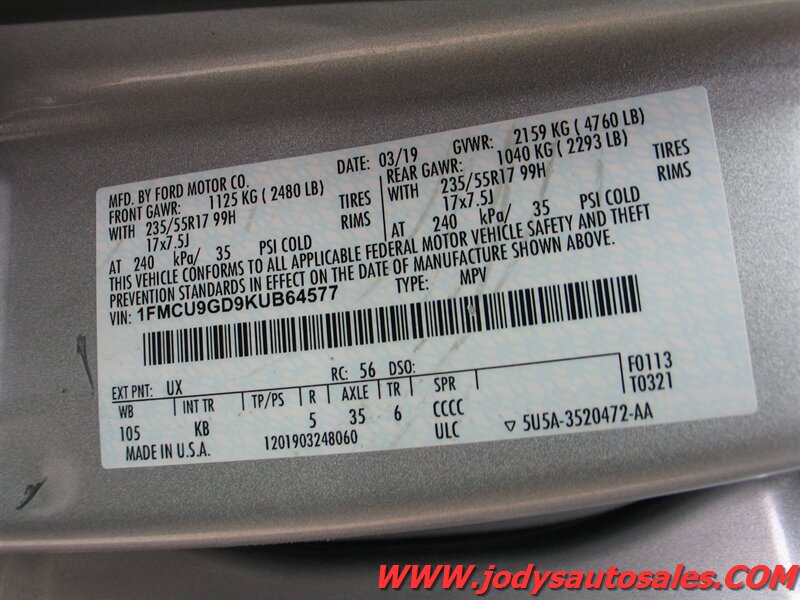 MFD. BY FORD MOTOR CO.
DATE: 03/19 GVWR: 2159 KG ( 4760 LB)
FRONT GAWR: 1125 KG ( 2480 LB) REAR GAWR: 1040 KG ( 2293 LB)
WITH 235/55R17 99H TIRES WITH 235/55R17 99H TIRES
17x7.5J RIMS 17x7.5J RIMS
AT 240 kPa/ 35 PSI COLD AT 240 kPa/ 35 PSI COLD
THIS VEHICLE CONFORMS TO ALL APPLICABLE FEDERAL MOTOR VEHICLE SAFETY AND THEFT
PREVENTION STANDARDS IN EFFECT ON THE DATE OF MANUFACTURE SHOWN ABOVE.
VIN: 1FMCU9GD9KUB64577 TYPE: MPV
EXT PNT: UX RC: 56 DSO: F0113
WB INT TR TP/PS R AXLE TR SPR T0321
105 KB 5 35 6 CCCC
MADE IN U.S.A. 1201903248060 ULC ▽ 5U5A-3520472-AA
www.jodysautosales.com